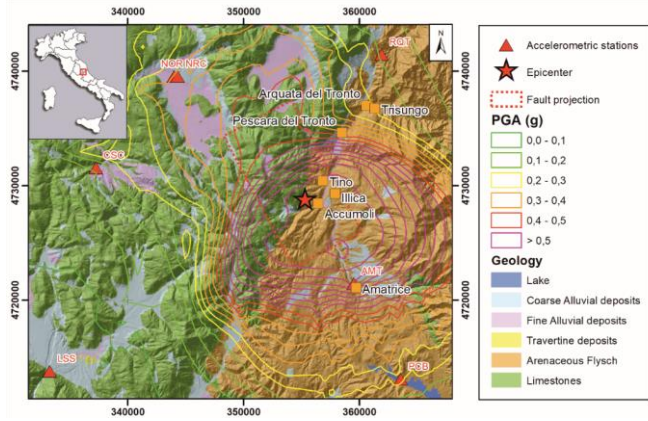 340000 350000 360000
N
RQT
NOR NRC
4740000
4740000
Arquata del Tronto
Trisungo
Pescara del Tronto
CSC
4730000
4730000
Tino
Illica
Accumoli
AMT
Amatrice
4720000
4720000
LSS
PCB
340000 350000 360000
Accelerometric stations
Epicenter
Fault projection
PGA (g)
0,0 - 0,1
0,1 - 0,2
0,2 - 0,3
0,3 - 0,4
0,4 - 0,5
> 0,5
Geology
Lake
Coarse Alluvial deposits
Fine Alluvial deposits
Travertine deposits
Arenaceous Flysch
Limestones